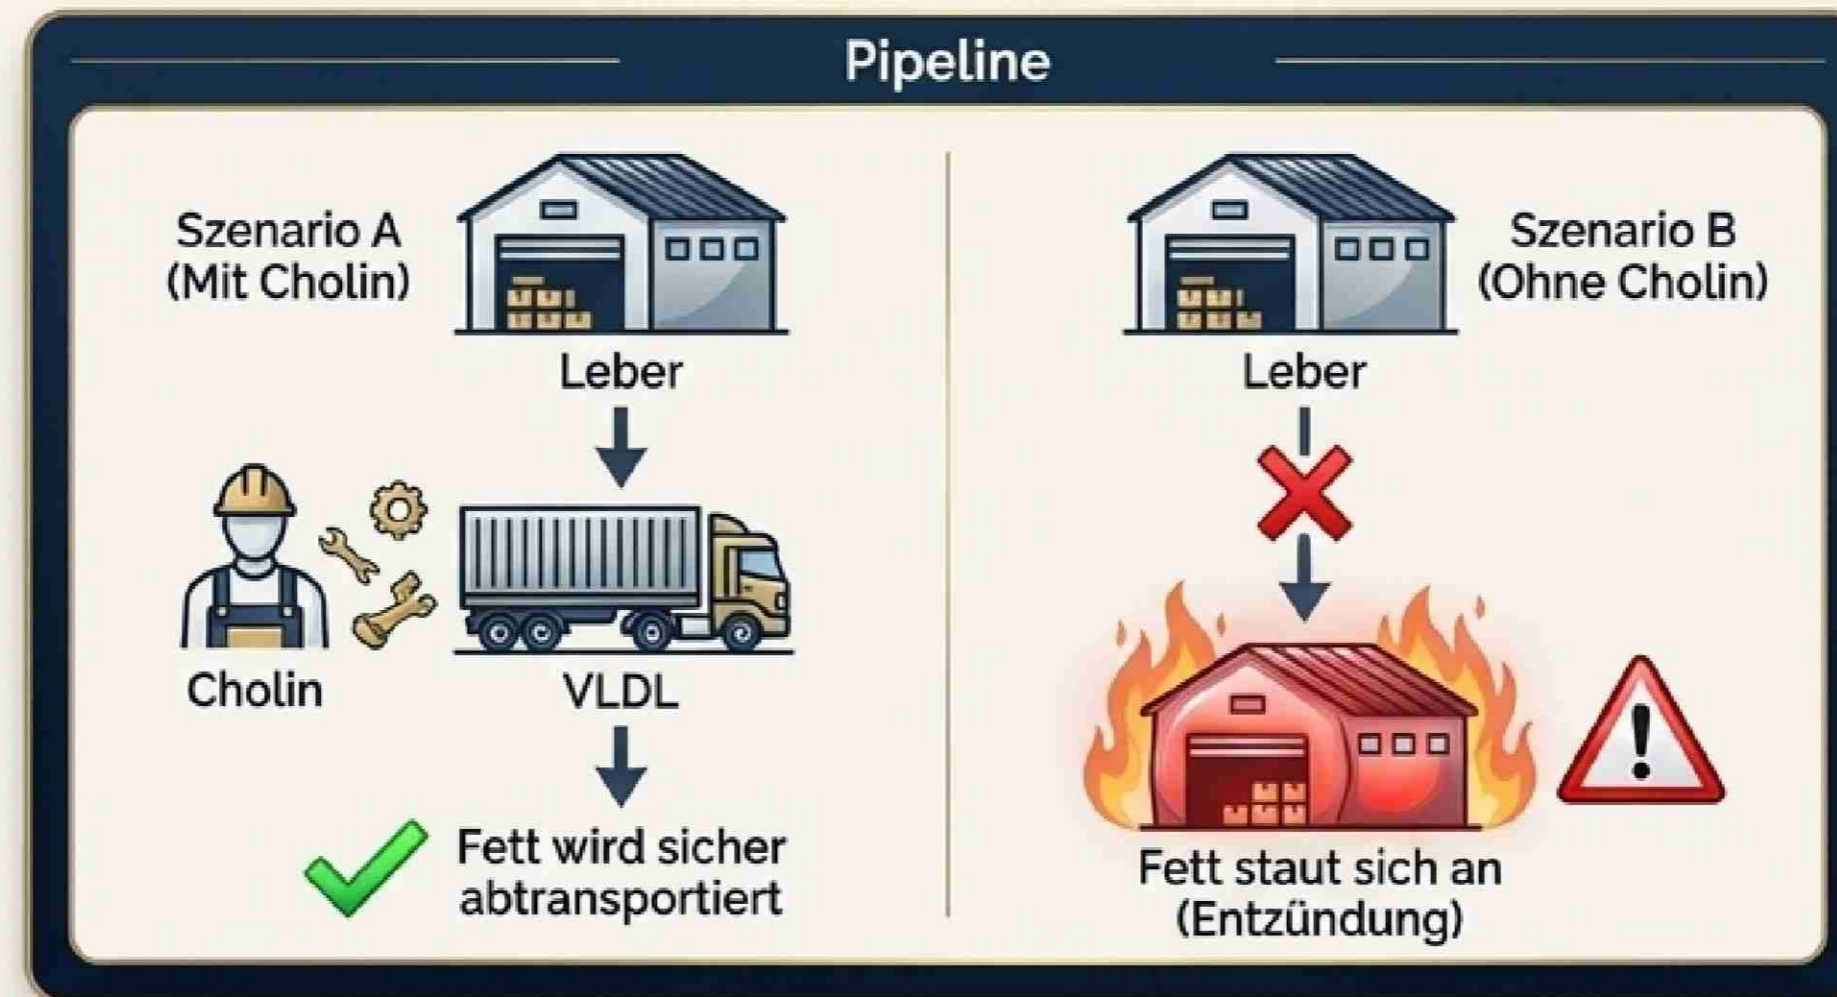 Pipeline
Szenario A
(Mit Cholin)
Leber
Cholin
VLDL
Fett wird sicher
abtransportiert
Szenario B
(Ohne Cholin)
Leber
Fett staut sich an
(Entzündung)